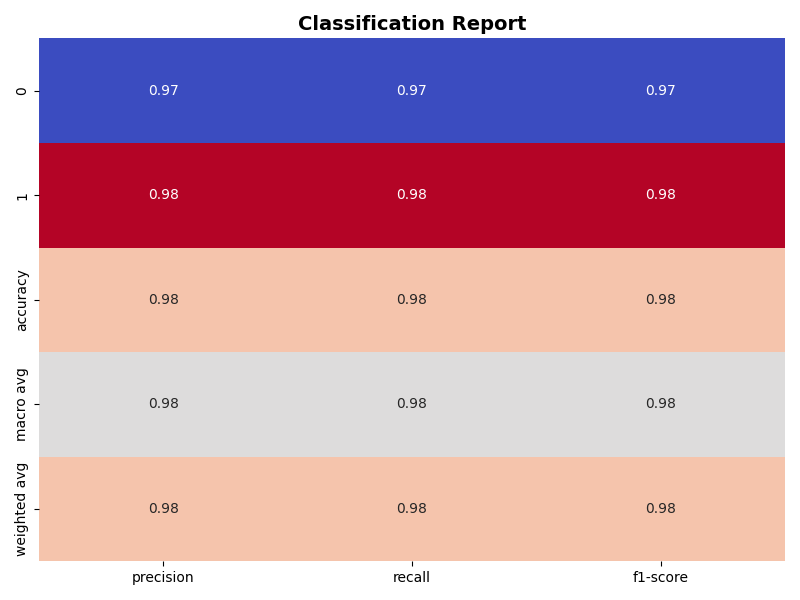 Classification Report
0 0.97 0.97 0.97
1 0.98 0.98 0.98
accuracy 0.98 0.98 0.98
macro avg 0.98 0.98 0.98
weighted avg 0.98 0.98 0.98
precision recall f1-score